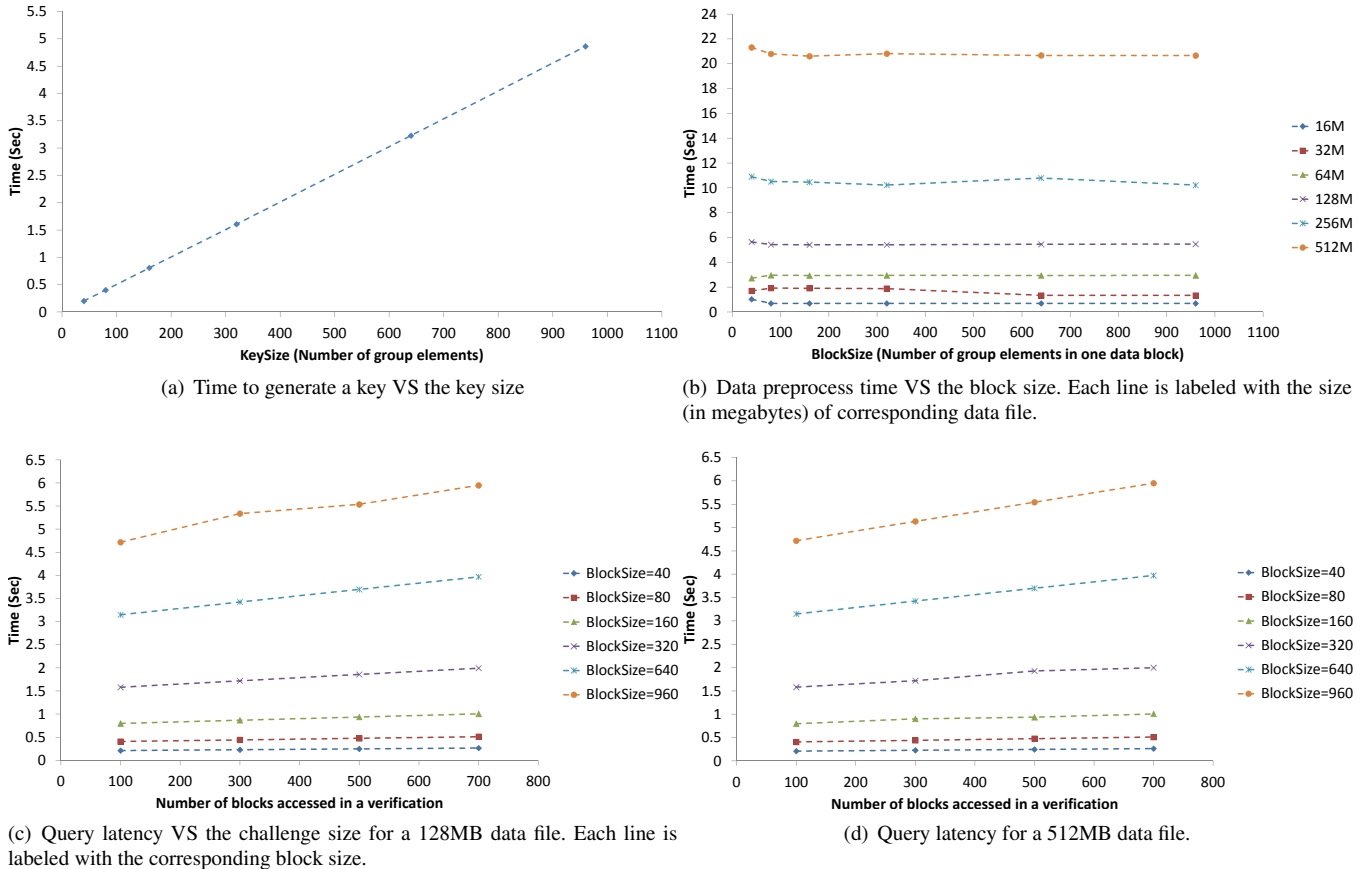 5.5
5
4.5
4
3.5
3
2.5
2
1.5
1
0.5
0
Time (Sec)
0 100 200 300 400 500 600 700 800 900 1000 1100
KeySize (Number of group elements)
(a) Time to generate a key VS the key size
24
22
20
18
16
14
12
10
8
6
4
2
0
Time (Sec)
0 100 200 300 400 500 600 700 800 900 1000 1100
BlockSize (Number of group elements in one data block)
16M
32M
64M
128M
256M
512M
(b) Data preprocess time VS the block size. Each line is labeled with the size
(in megabytes) of corresponding data file.
6.5
6
5.5
5
4.5
4
3.5
3
2.5
2
1.5
1
0.5
0
Time (Sec)
0 100 200 300 400 500 600 700 800
Number of blocks accessed in a verification
BlockSize=40
BlockSize=80
BlockSize=160
BlockSize=320
BlockSize=640
BlockSize=960
(c) Query latency VS the challenge size for a 128MB data file. Each line is
labeled with the corresponding block size.
6.5
6
5.5
5
4.5
4
3.5
3
2.5
2
1.5
1
0.5
0
Time (Sec)
0 100 200 300 400 500 600 700 800
Number of blocks accessed in a verification
BlockSize=40
BlockSize=80
BlockSize=160
BlockSize=320
BlockSize=640
BlockSize=960
(d) Query latency for a 512MB data file.